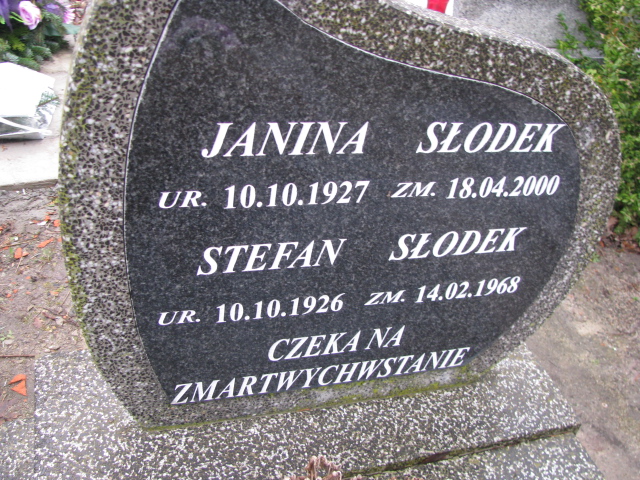 JANINA SŁODEK
UR. 10.10.1927 ZM. 18.04.2000
STEFAN SŁODEK
UR. 10.10.1926 ZM. 14.02.1968
CZEKA NA
ZMARTWYCHWSTANIE